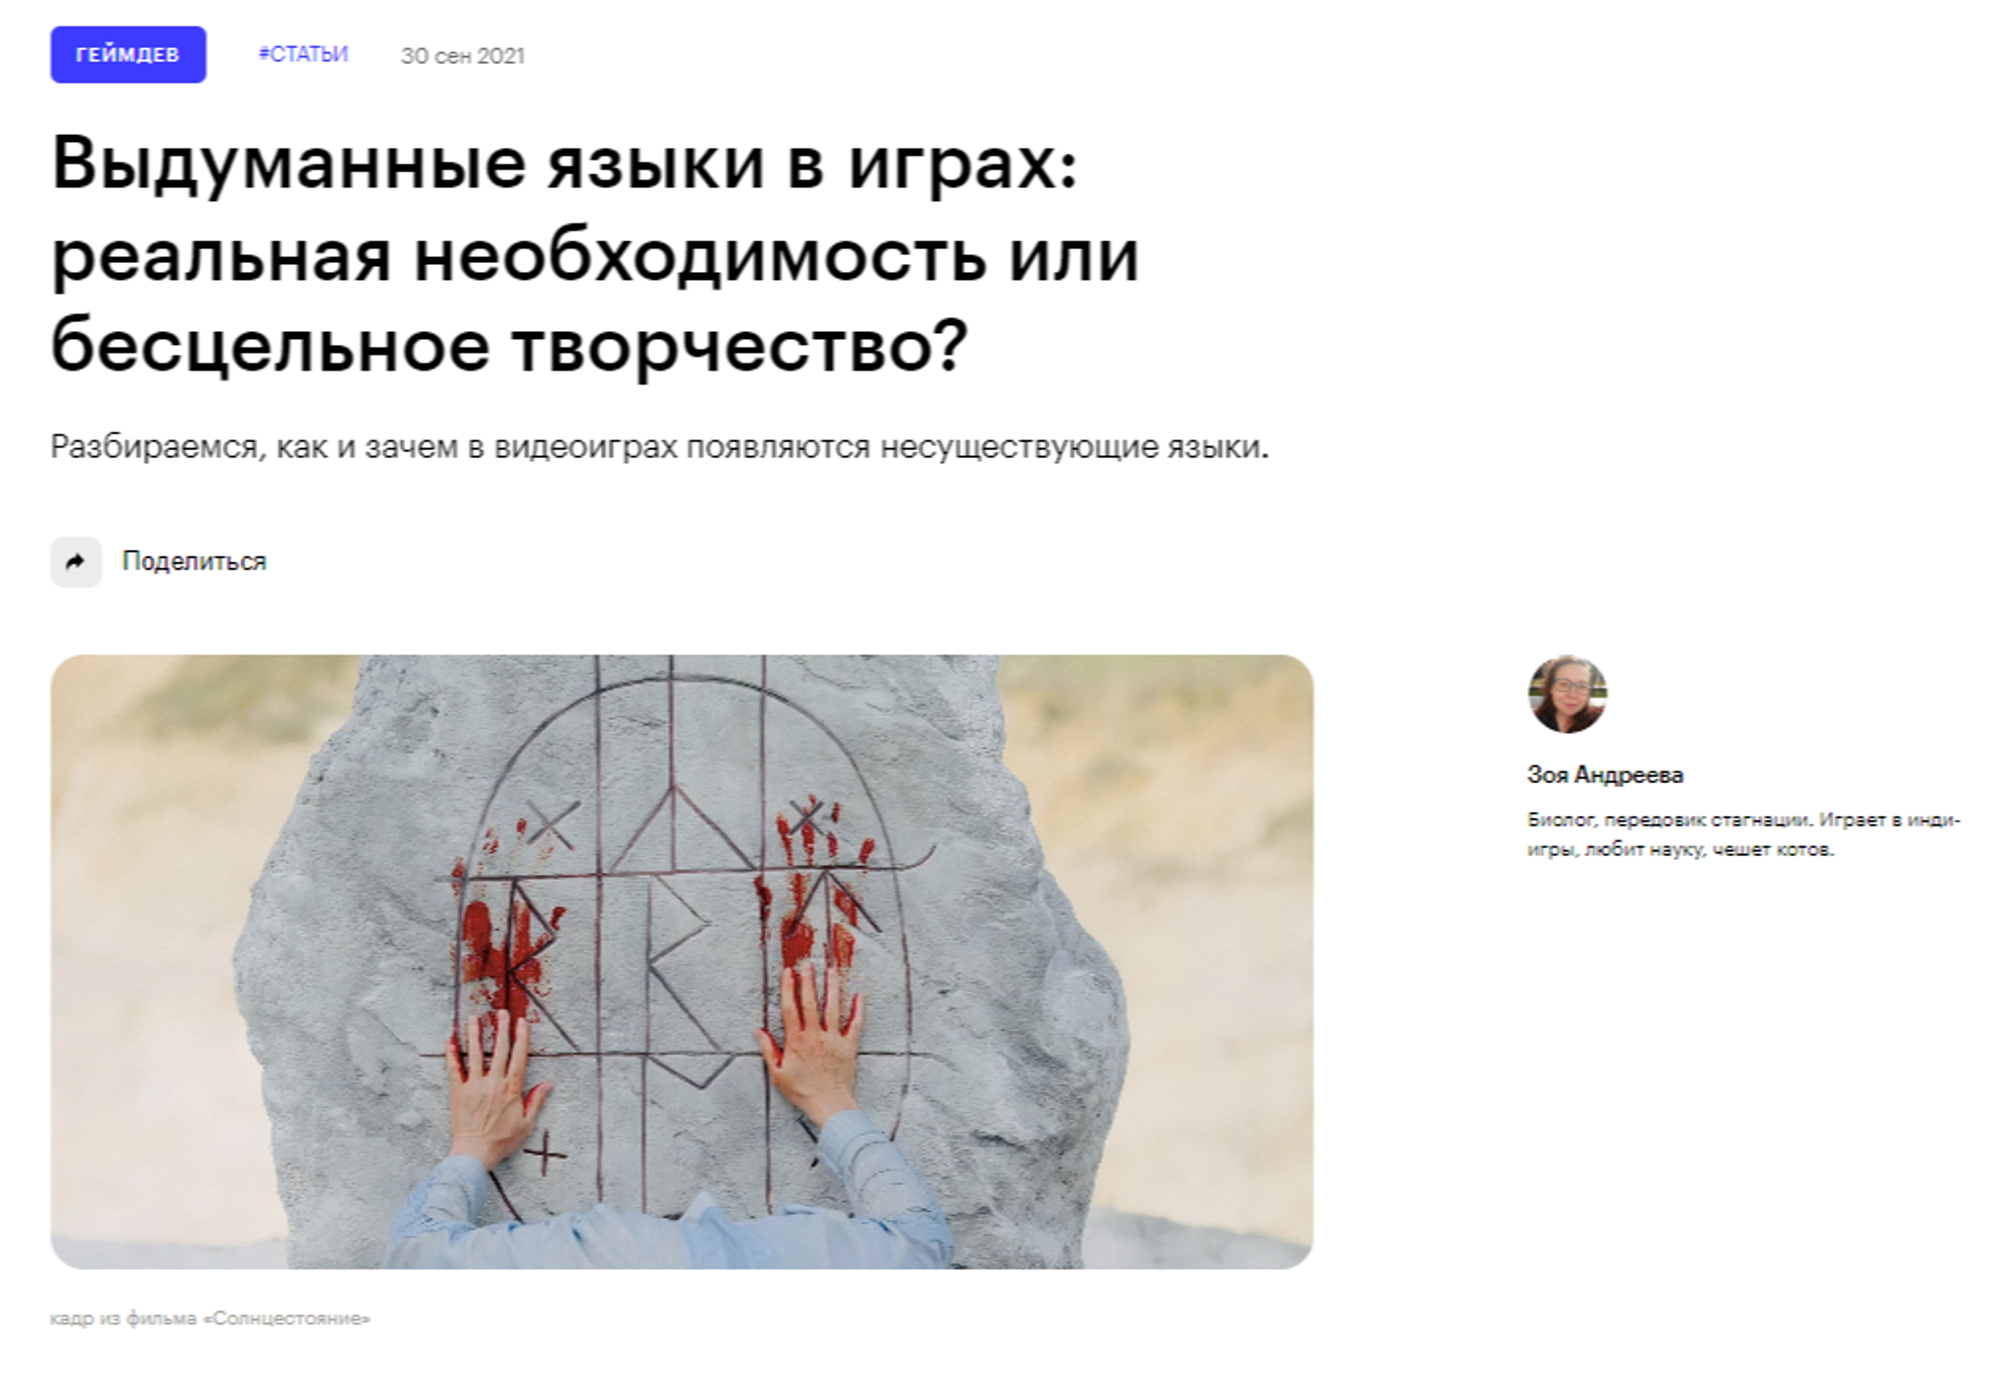 ГЕЙМДЕВ #СТАТЬИ 30 сен 2021
Выдуманные языки в играх:
реальная необходимость или
бесцельное творчество?
Разбираемся, как и зачем в видеоиграх появляются несуществующие языки.
Поделиться
Зоя Андреева
Биолог, передовик стагнации. Играет в инди-
игры, любит науку, чешет котов.
кадр из фильма «Солнцестояние»